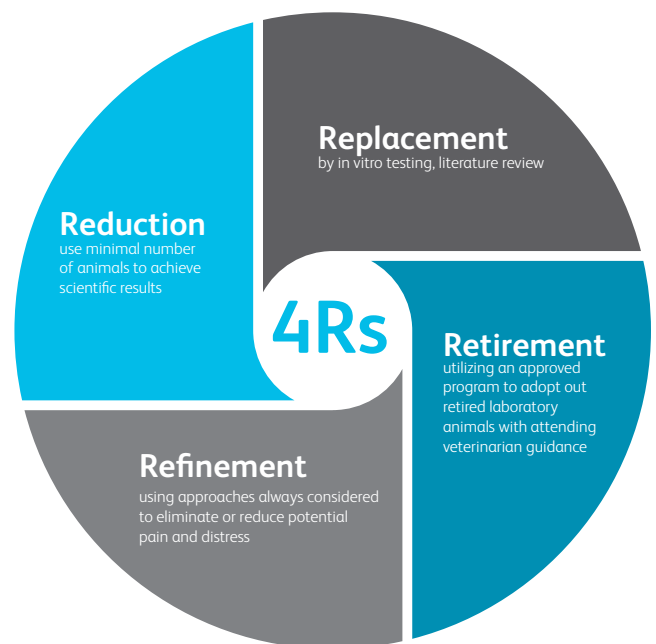 Replacement
by in vitro testing, literature review
Reduction
use minimal number
of animals to achieve
scientific results
4Rs
Retirement
utilizing an approved
program to adopt out
retired laboratory
animals with attending
veterinarian guidance
Refinement
using approaches always considered
to eliminate or reduce potential
pain and distress